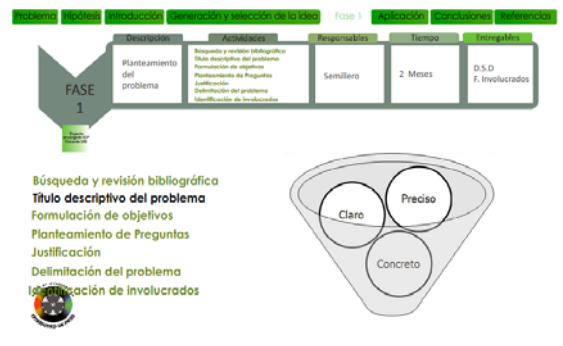 Problema Hipótesis Introducción Generación y selección de la idea Fase 1 Aplicación Conclusiones Referencias
Descripción Actividades Responsables Tiempo Entregables
FASE
1
Planteamiento
del
problema
Búsqueda y revisión bibliográfica
Título descriptivo del problema
Formulación de objetivos
Planteamiento de Preguntas
Justificación
Delimitación del problema
Identificación de involucrados
Semillero
2 Meses
D.S.D
F. Involucrados
Búsqueda y revisión bibliográfica
Título descriptivo del problema
Formulación de objetivos
Planteamiento de Preguntas
Justificación
Delimitación del problema
Identificación de involucrados
Claro
Preciso
Concreto